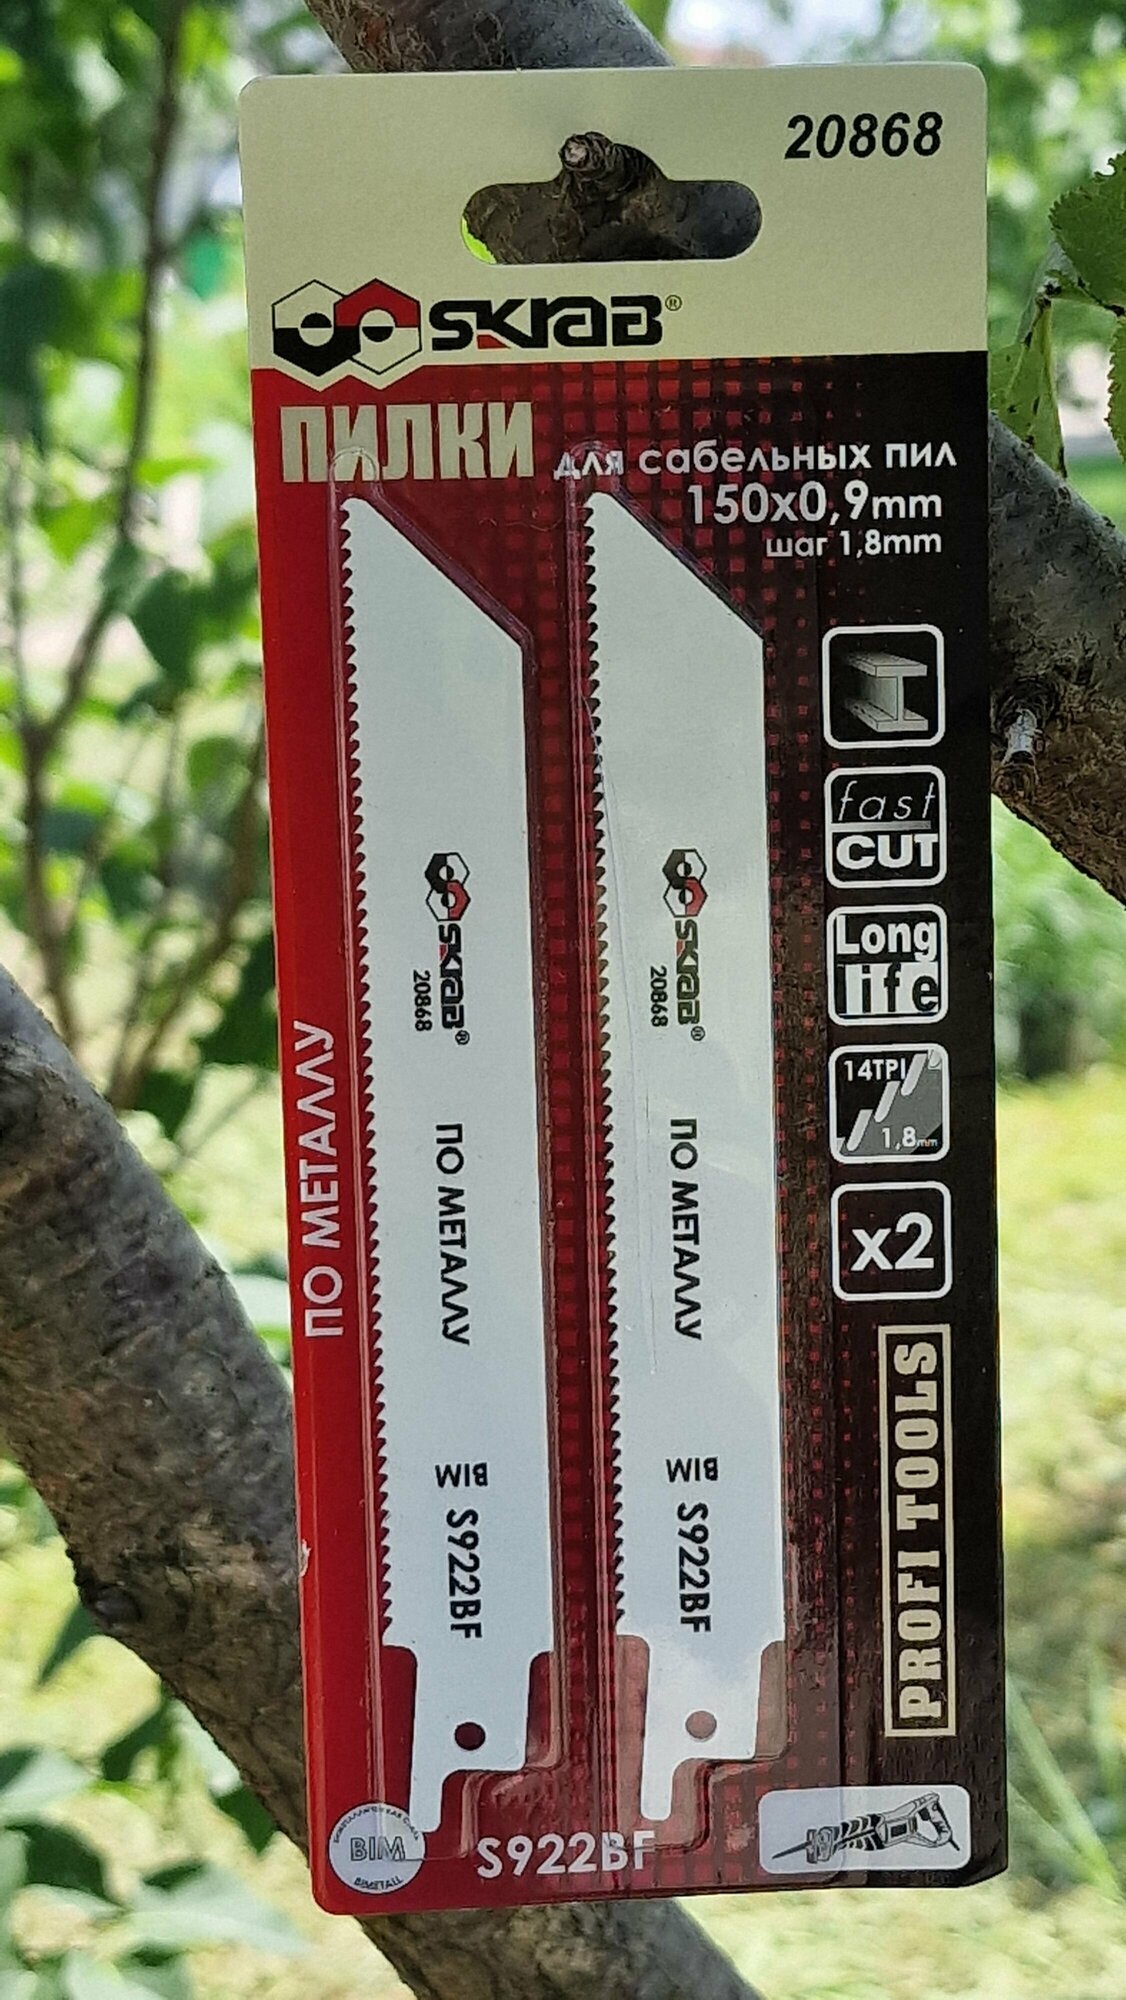 20868
SKRAB®
ПИЛКИ
для сабельных пил
150x0,9mm
шаг 1,8mm
fast
CUT
Long
life
14TPI
1,8mm
x2
PROFI TOOLS
ПО МЕТАЛЛУ
SKRAB®
20868
ПО МЕТАЛЛУ
BIM
S922BF
SKRAB®
20868
ПО МЕТАЛЛУ
BIM
S922BF
BIM
BIMETALL
S922BF